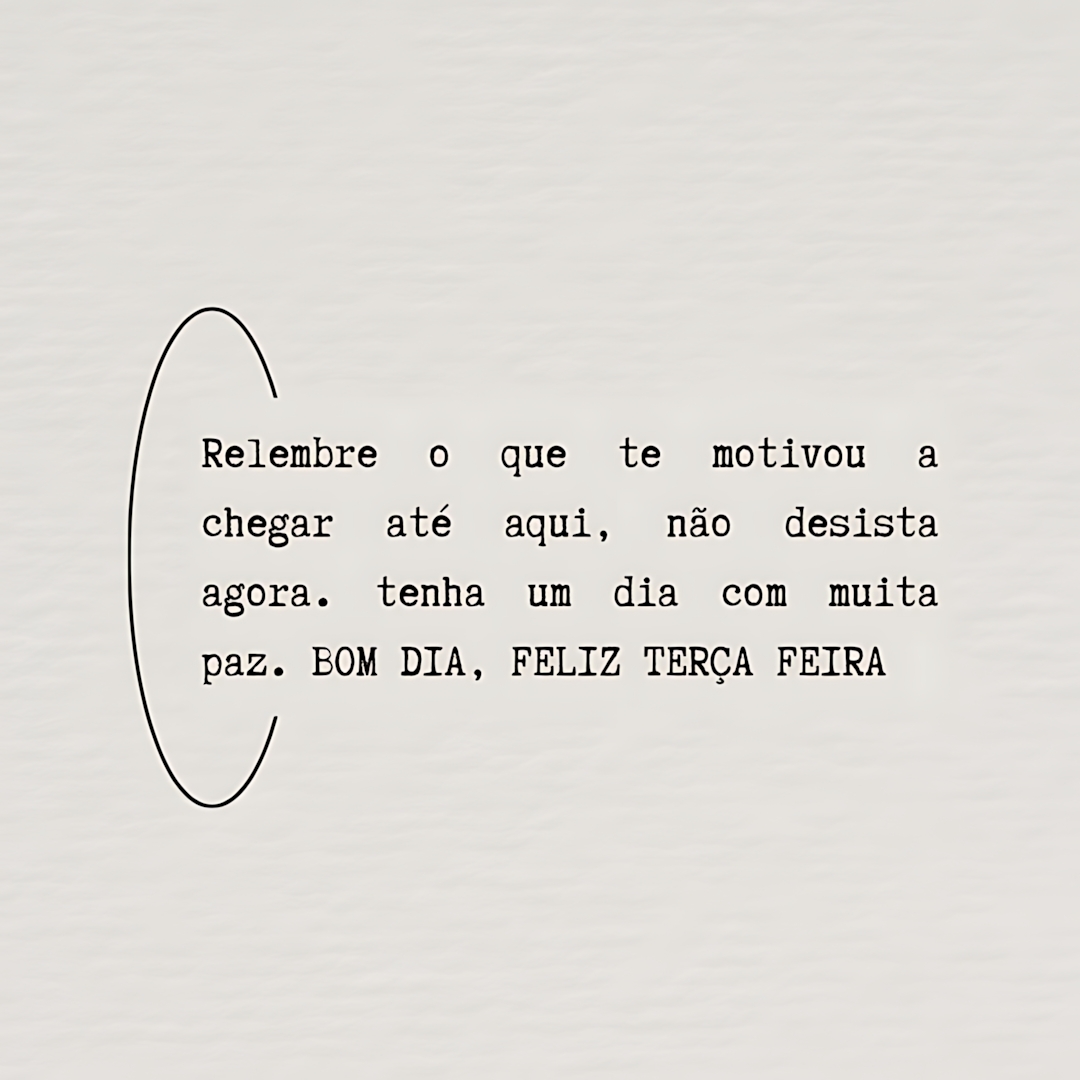 Relembre o que te motivou a
chegar até aqui, não desista
agora. tenha um dia com muita
paz. BOM DIA, FELIZ TERÇA FEIRA